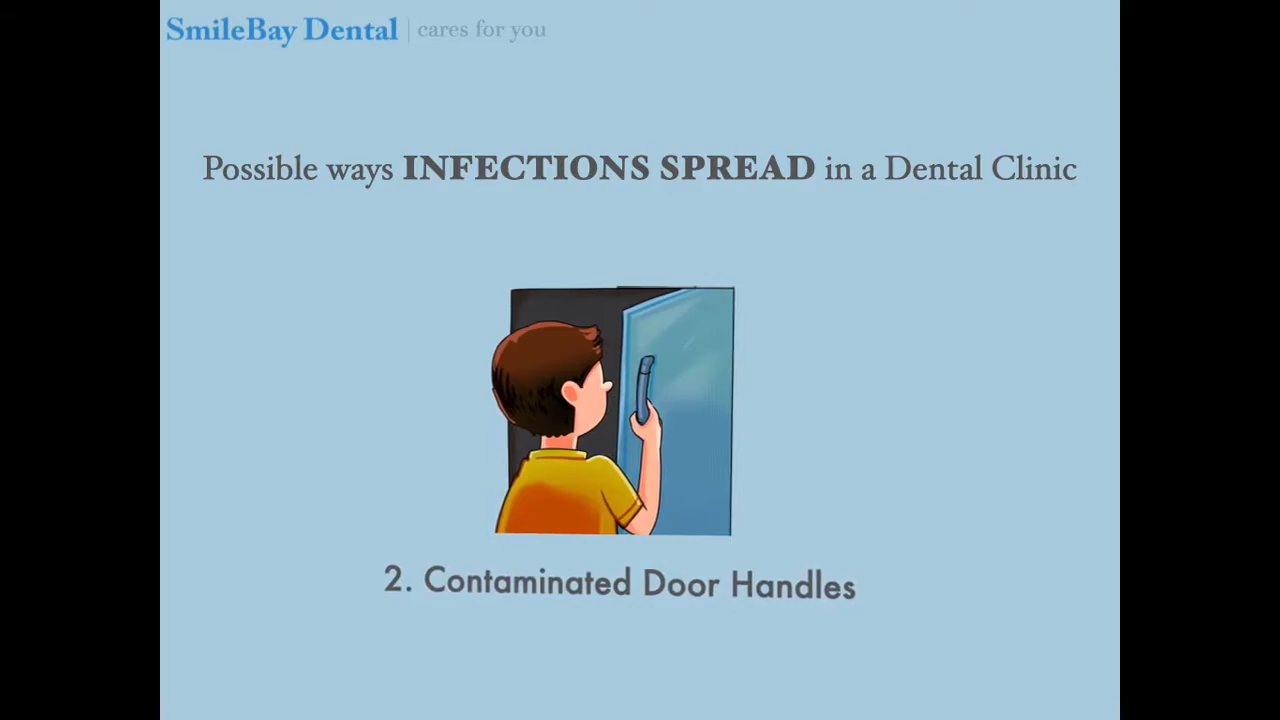 SmileBay Dental | cares for you
Possible ways INFECTIONS SPREAD in a Dental Clinic
2. Contaminated Door Handles